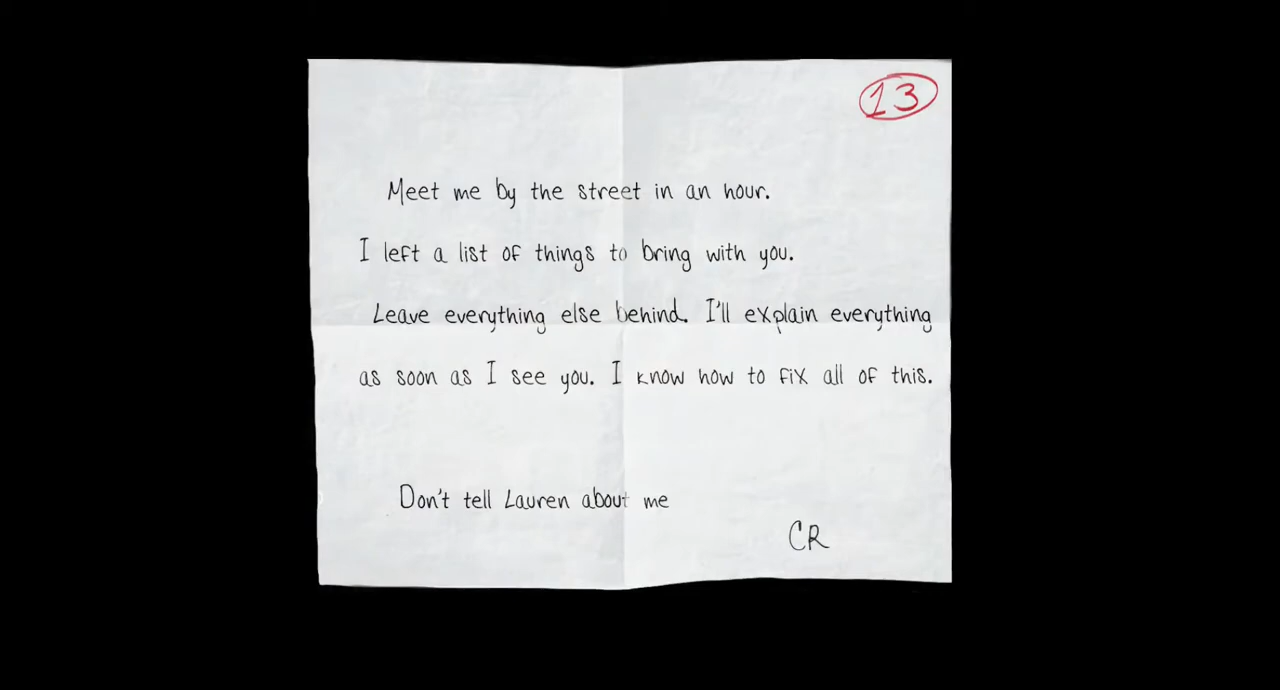 13
Meet me by the street in an hour.
I left a list of things to bring with you.
Leave everything else behind. I'll explain everything
as soon as I see you. I know how to fix all of this.
Don't tell Lauren about me
CR